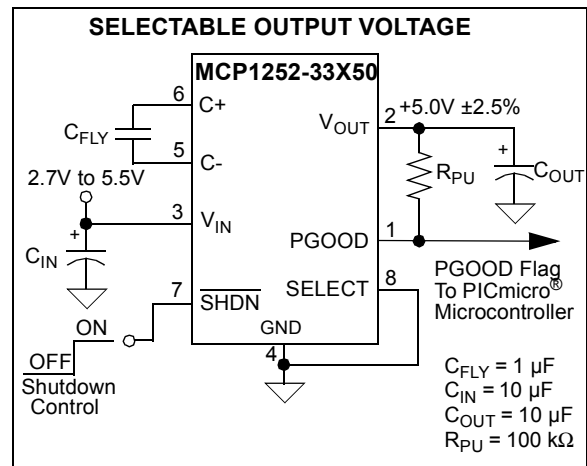 SELECTABLE OUTPUT VOLTAGE
MCP1252-33X50
6
C+
C_FLY
5
C-
V_OUT
2
+5.0V ±2.5%
+
R_PU
C_OUT
2.7V to 5.5V
3
V_IN
+
C_IN
PGOOD
1
PGOOD Flag
To PICmicro®
Microcontroller
7
SHDN
SELECT
8
ON
OFF
Shutdown
Control
GND
4
C_FLY = 1 µF
C_IN = 10 µF
C_OUT = 10 µF
R_PU = 100 kΩ